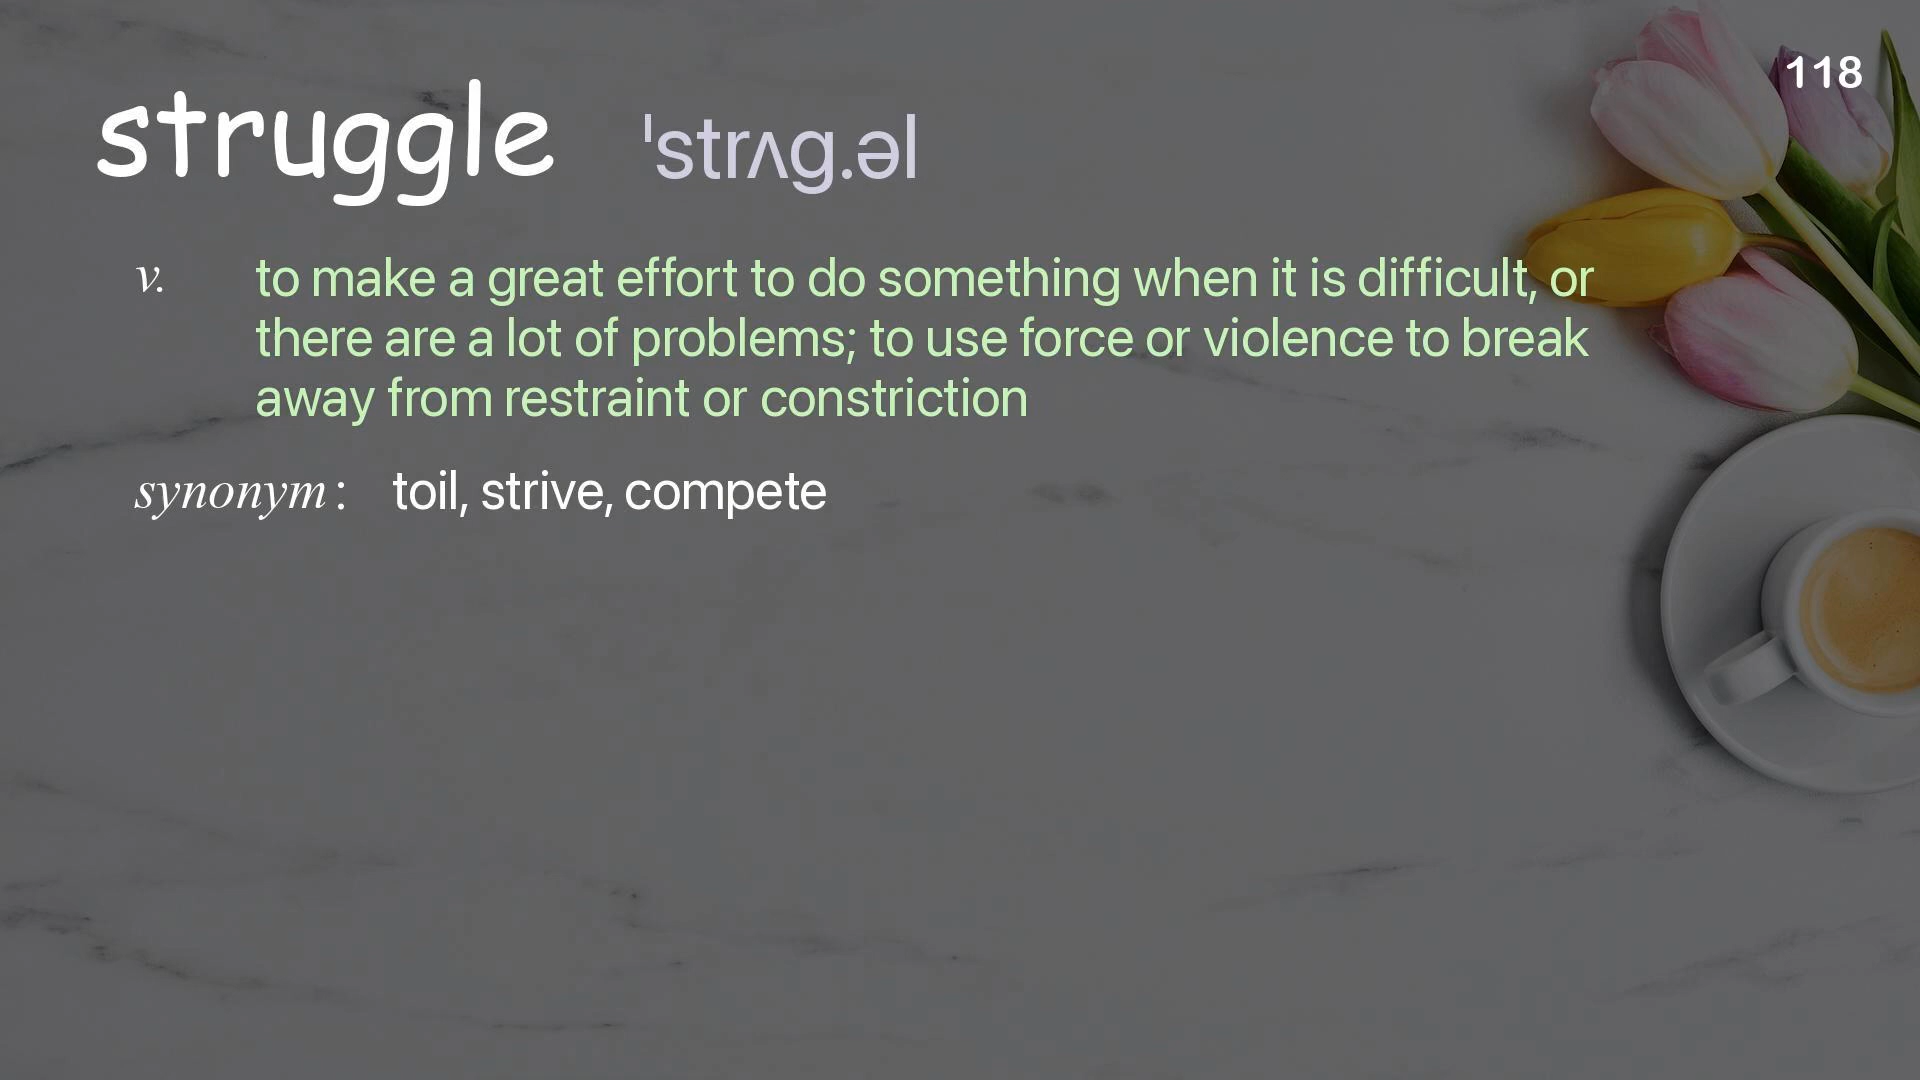 118
struggle ˈstrʌg.əl
v. to make a great effort to do something when it is difficult, or
there are a lot of problems; to use force or violence to break
away from restraint or constriction
synonym : toil, strive, compete